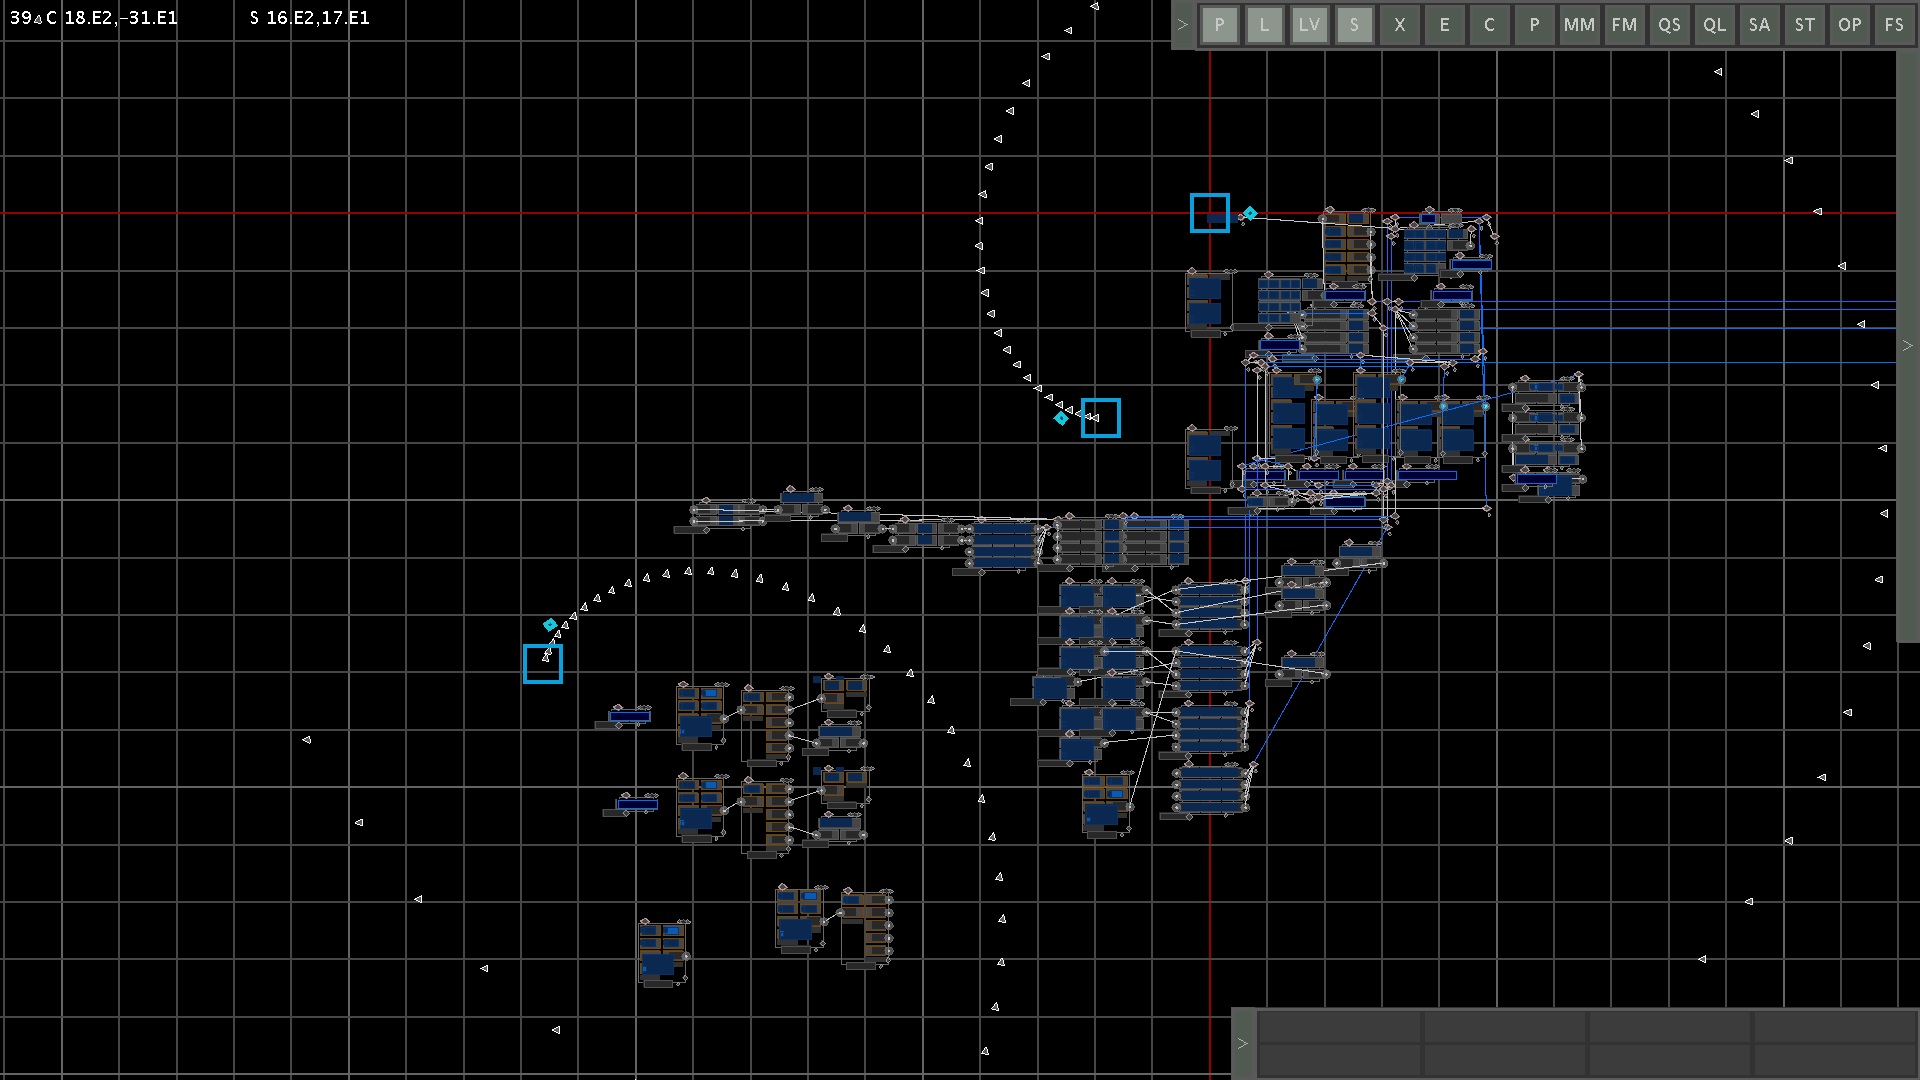 39▵C 18.E2,−31.E1 S 16.E2,17.E1
> P L LV S X E C P MM FM QS QL SA ST OP FS
>
>